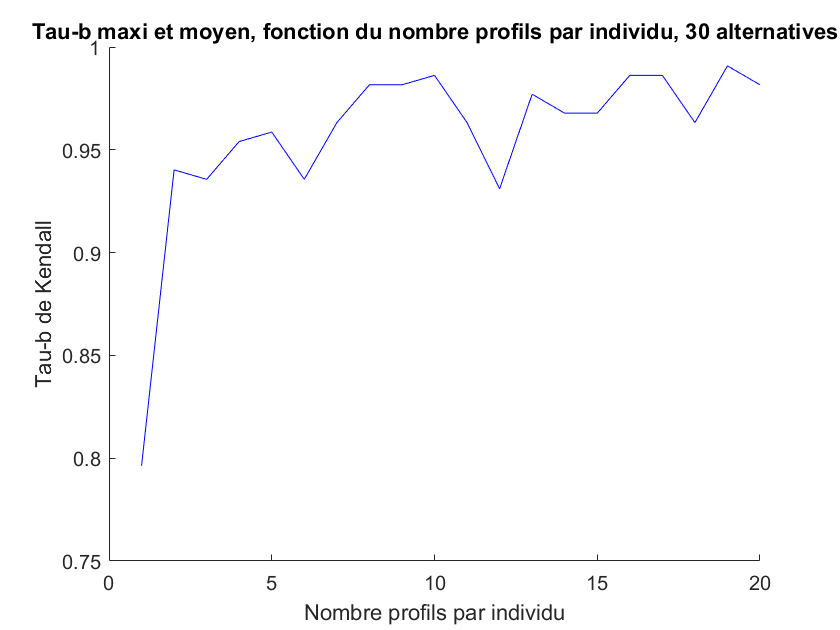 Tau-b maxi et moyen, fonction du nombre profils par individu, 30 alternatives
1
0.95
0.9
0.85
0.8
0.75
Tau-b de Kendall
0 5 10 15 20
Nombre profils par individu